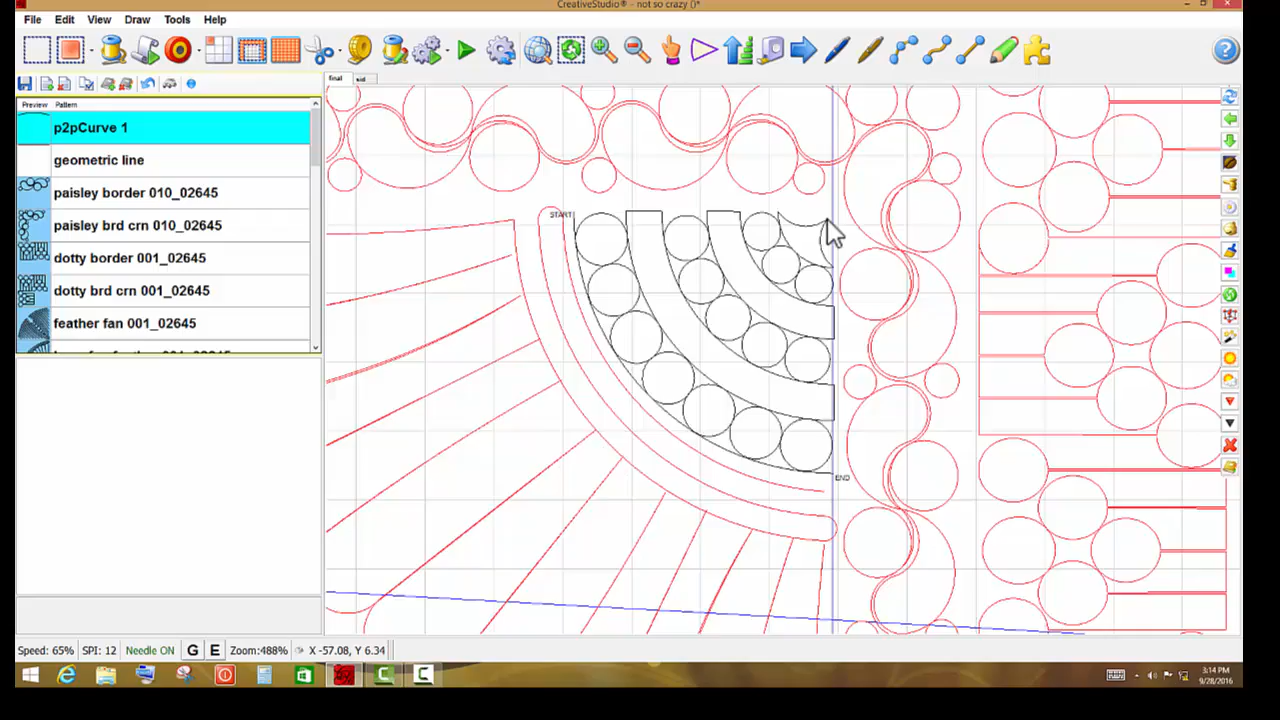 CreativeStudio® - not so crazy ()*
File Edit View Draw Tools Help
final
Preview Pattern
p2pCurve 1
geometric line
paisley border 010_02645
paisley brd crn 010_02645
dotty border 001_02645
dotty brd crn 001_02645
feather fan 001_02645
START
END
Speed: 65% SPI: 12 Needle ON G E Zoom:488% X -57.08, Y 6.34
3:14 PM
9/28/2016